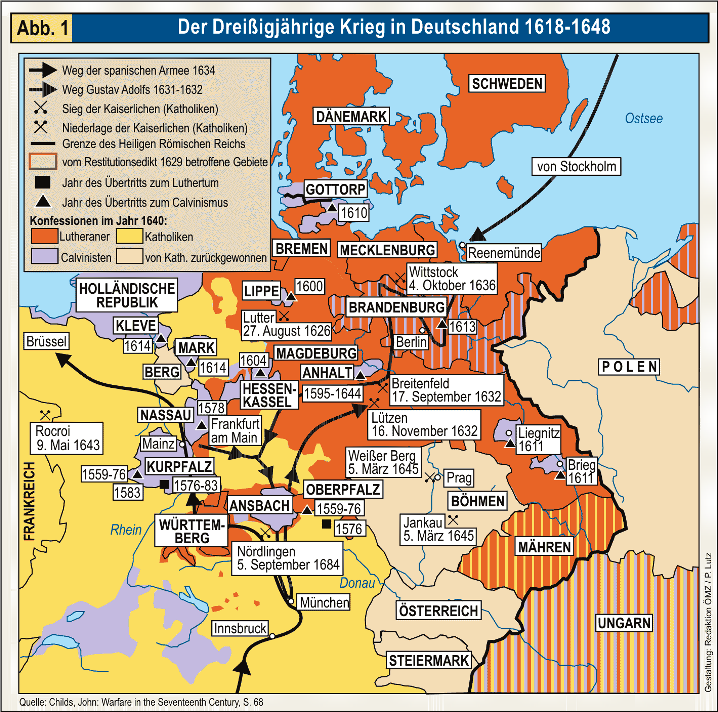 Abb. 1
Der Dreißigjährige Krieg in Deutschland 1618-1648
Weg der spanischen Armee 1634
Weg Gustav Adolfs 1631-1632
Sieg der Kaiserlichen (Katholiken)
Niederlage der Kaiserlichen (Katholiken)
Grenze des Heiligen Römischen Reichs
vom Restitutionsedikt 1629 betroffene Gebiete
Jahr des Übertritts zum Luthertum
Jahr des Übertritts zum Calvinismus
Konfessionen im Jahr 1640:
Lutheraner
Katholiken
Calvinisten
von Kath. zurückgewonnen
SCHWEDEN
DÄNEMARK
Ostsee
von Stockholm
GOTTORP
1610
BREMEN
MECKLENBURG
Reenemünde
Wittstock
4. Oktober 1636
HOLLÄNDISCHE
REPUBLIK
LIPPE
1600
BRANDENBURG
KLEVE
1614
Lutter
27. August 1626
1613
Berlin
Brüssel
MARK
1614
1604
MAGDEBURG
BERG
ANHALT
1595-1644
POLEN
HESSEN-
KASSEL
Breitenfeld
17. September 1632
NASSAU
1578
Frankfurt
am Main
Lützen
16. November 1632
Rocroi
9. Mai 1643
Mainz
Liegnitz
1611
Weißer Berg
5. März 1645
Prag
Brieg
1611
KURPFALZ
1559-76
1583
1576-83
OBERPFALZ
1559-76
1576
BÖHMEN
ANSBACH
FRANKREICH
Rhein
WÜRTTEM-
BERG
Jankau
5. März 1645
MÄHREN
Nördlingen
5. September 1684
Donau
München
ÖSTERREICH
UNGARN
Innsbruck
STEIERMARK
Gestaltung: Redaktion ÖMZ / P. Lutz
Quelle: Childs, John: Warfare in the Seventeenth Century, S. 68